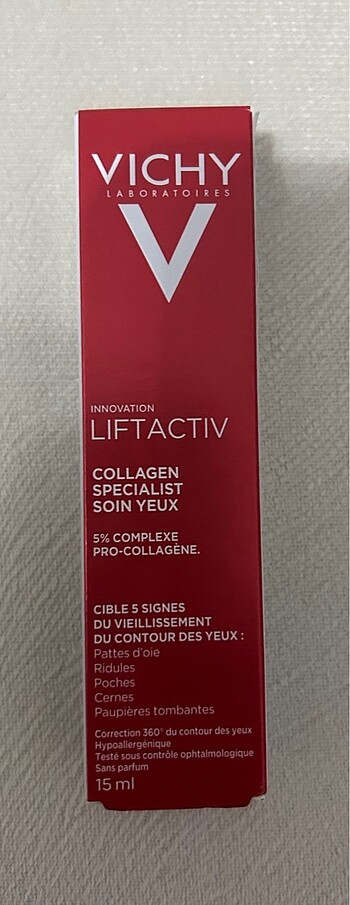 VICHY
LABORATOIRES
INNOVATION
LIFTACTIV
COLLAGEN
SPECIALIST
SOIN YEUX
5% COMPLEXE
PRO-COLLAGÈNE.
CIBLE 5 SIGNES
DU VIEILLISSEMENT
DU CONTOUR DES YEUX :
Pattes d'oie
Ridules
Poches
Cernes
Paupières tombantes
Correction 360° du contour des yeux
Hypoallergénique
Testé sous contrôle ophtalmologique
Sans parfum
15 ml